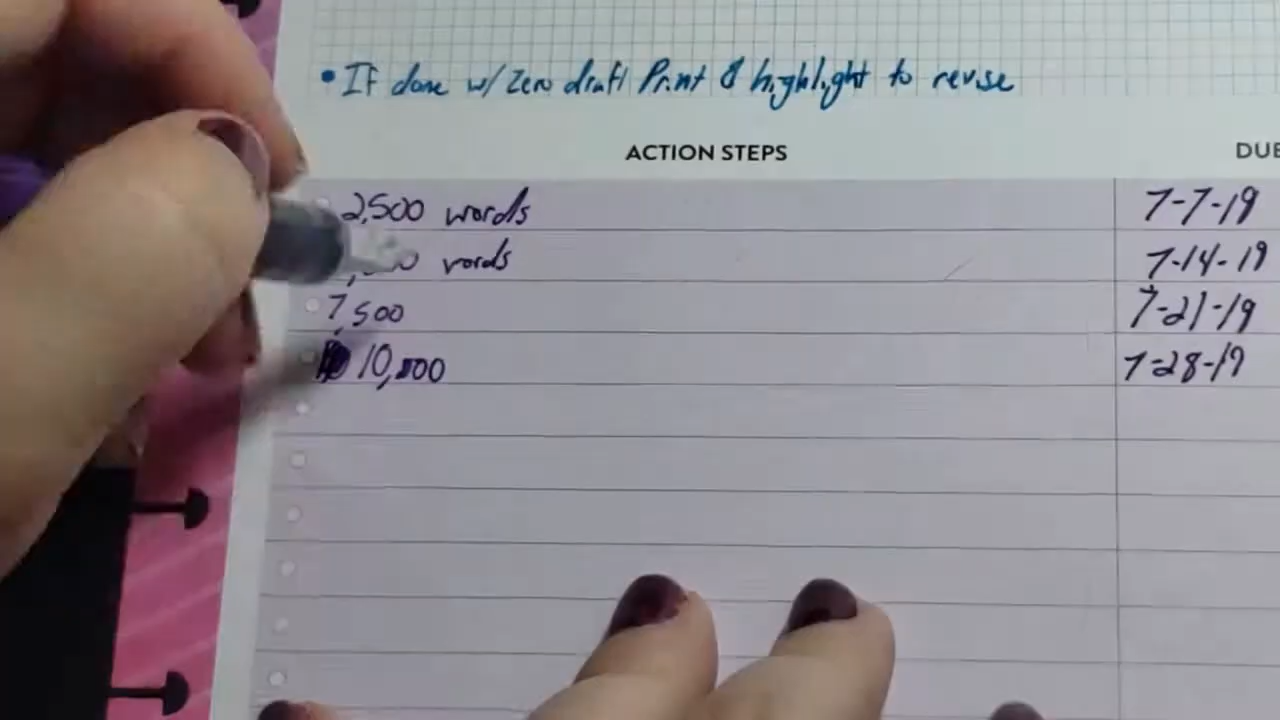 • If done w/ Zero draft Print & highlight to revise
ACTION STEPS
2,500 words 7-7-19
words 7-14-19
7,500 7-21-19
10,000 7-28-19